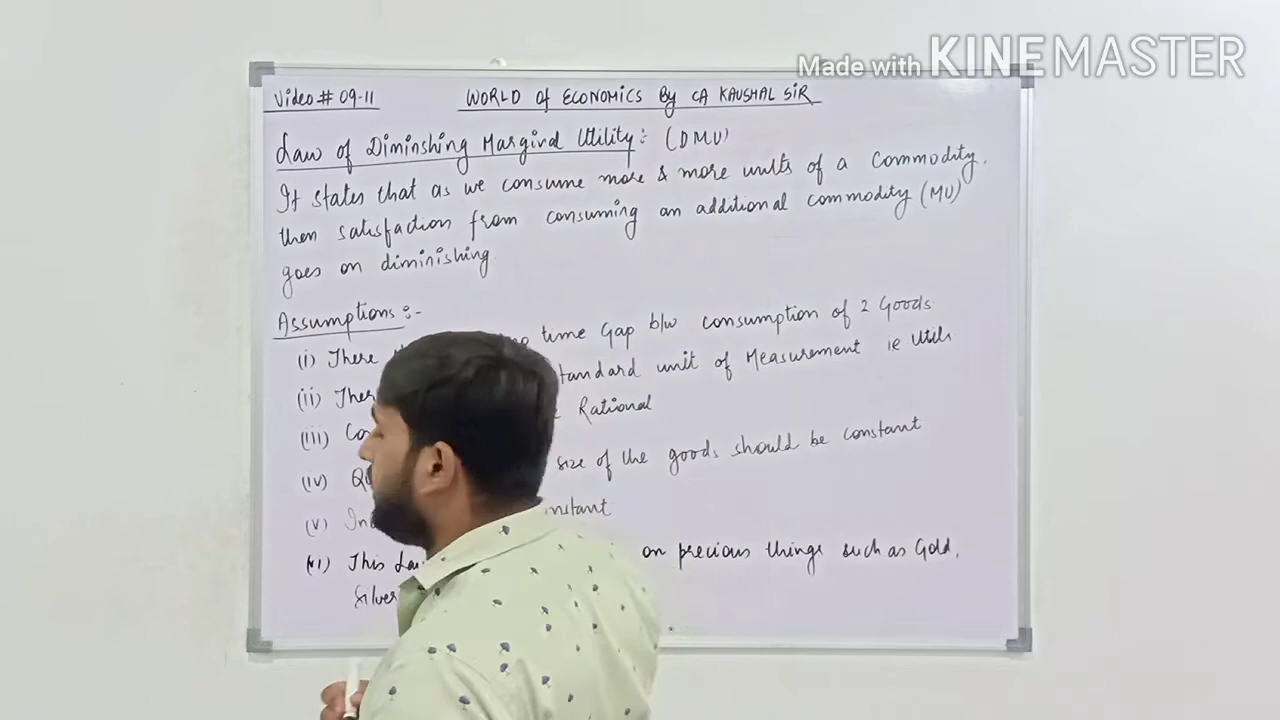 Made with KINEMASTER
Video # 09-11
WORLD Of ECONOMICS By CA KAUSHAL SIR
Law of Diminshing Marginal Utility:- (DMU)
It states that as we consume more & more units of a commodity,
then satisfaction from consuming an additional commodity (MU)
goes on diminishing
Assumptions:-
(i) There time Gap b/w consumption of 2 Goods
(ii) Ther tandard unit of Measurement ie Utils
(iii) Co Rational
(iv) Qu size of the goods should be constant
(v) In nstant
(vi) This La on precious things such as Gold,
Silver